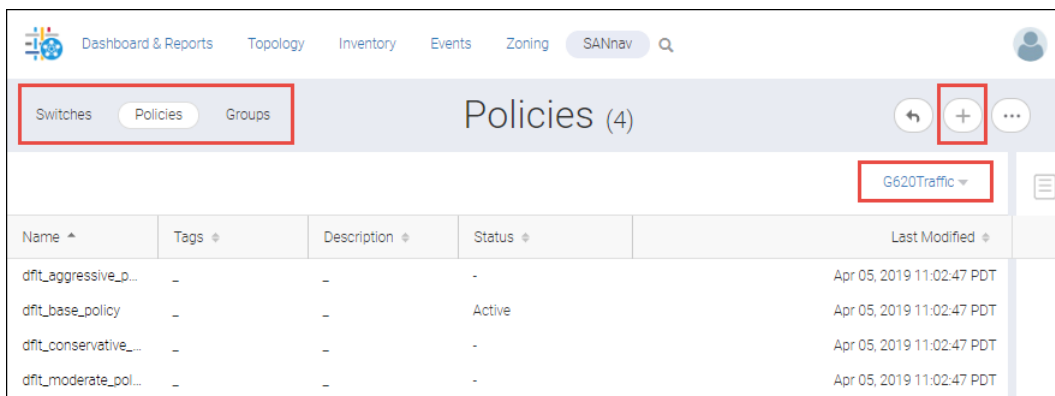 Dashboard & Reports Topology Inventory Events Zoning SANnav
Switches Policies Groups Policies (4)
G620Traffic
Name Tags Description Status Last Modified
dflt_aggressive_p... _ _ - Apr 05, 2019 11:02:47 PDT
dflt_base_policy _ _ Active Apr 05, 2019 11:02:47 PDT
dflt_conservative_... _ _ - Apr 05, 2019 11:02:47 PDT
dflt_moderate_pol... _ _ - Apr 05, 2019 11:02:47 PDT